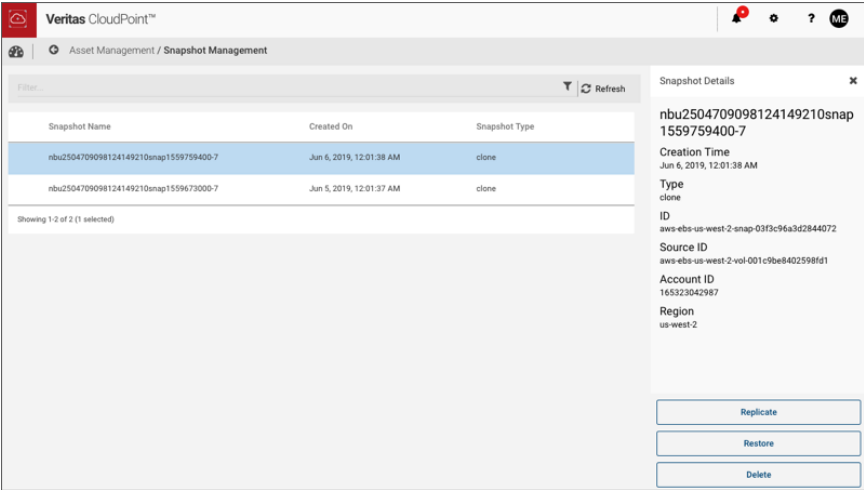 Veritas CloudPoint™
?
ME
Asset Management / Snapshot Management
Filter...
Refresh
Snapshot Name Created On Snapshot Type
nbu2504709098124149210snap1559759400-7 Jun 6, 2019, 12:01:38 AM clone
nbu2504709098124149210snap1559673000-7 Jun 5, 2019, 12:01:37 AM clone
Showing 1-2 of 2 (1 selected)
Snapshot Details
nbu2504709098124149210snap
1559759400-7
Creation Time
Jun 6, 2019, 12:01:38 AM
Type
clone
ID
aws-ebs-us-west-2-snap-03f3c96a3d2844072
Source ID
aws-ebs-us-west-2-vol-001c9be8402598fd1
Account ID
165323042987
Region
us-west-2
Replicate
Restore
Delete